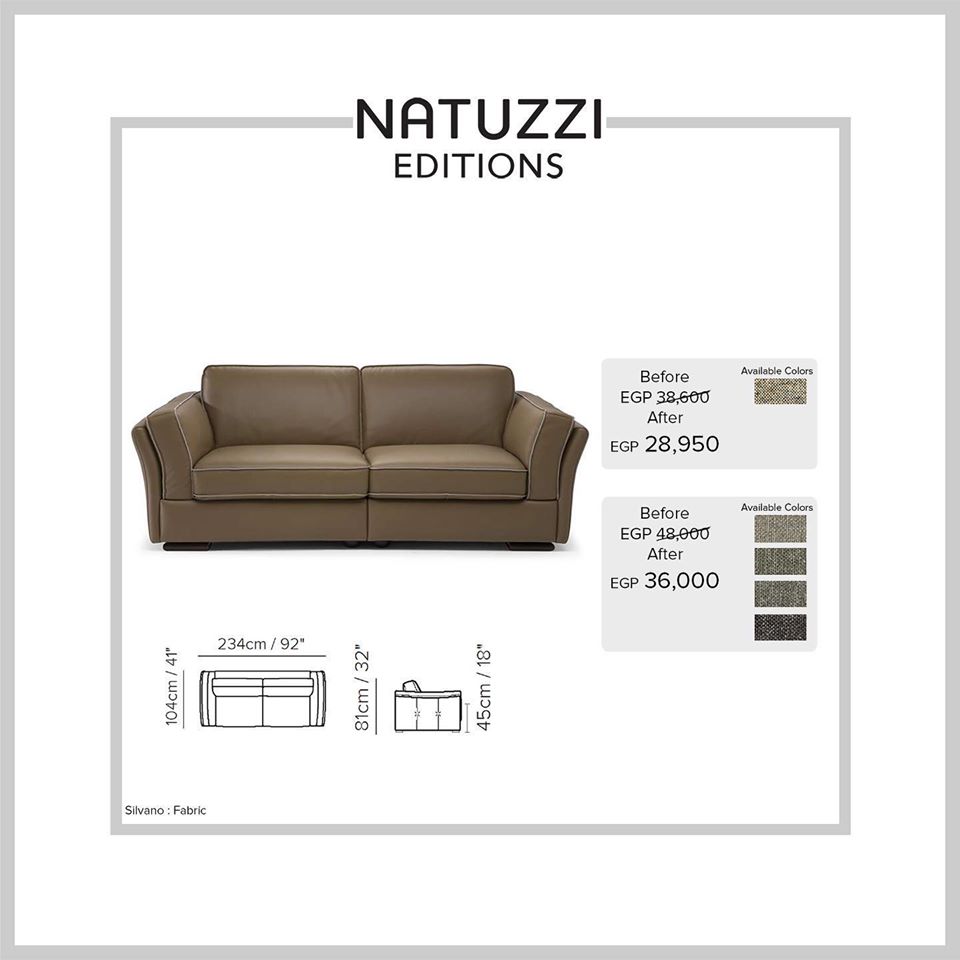 NATUZZI
EDITIONS
Before
EGP 38,600
After
EGP 28,950
Available Colors
Before
EGP 48,000
After
EGP 36,000
Available Colors
234cm / 92"
104cm / 41"
81cm / 32"
45cm / 18"
Silvano : Fabric